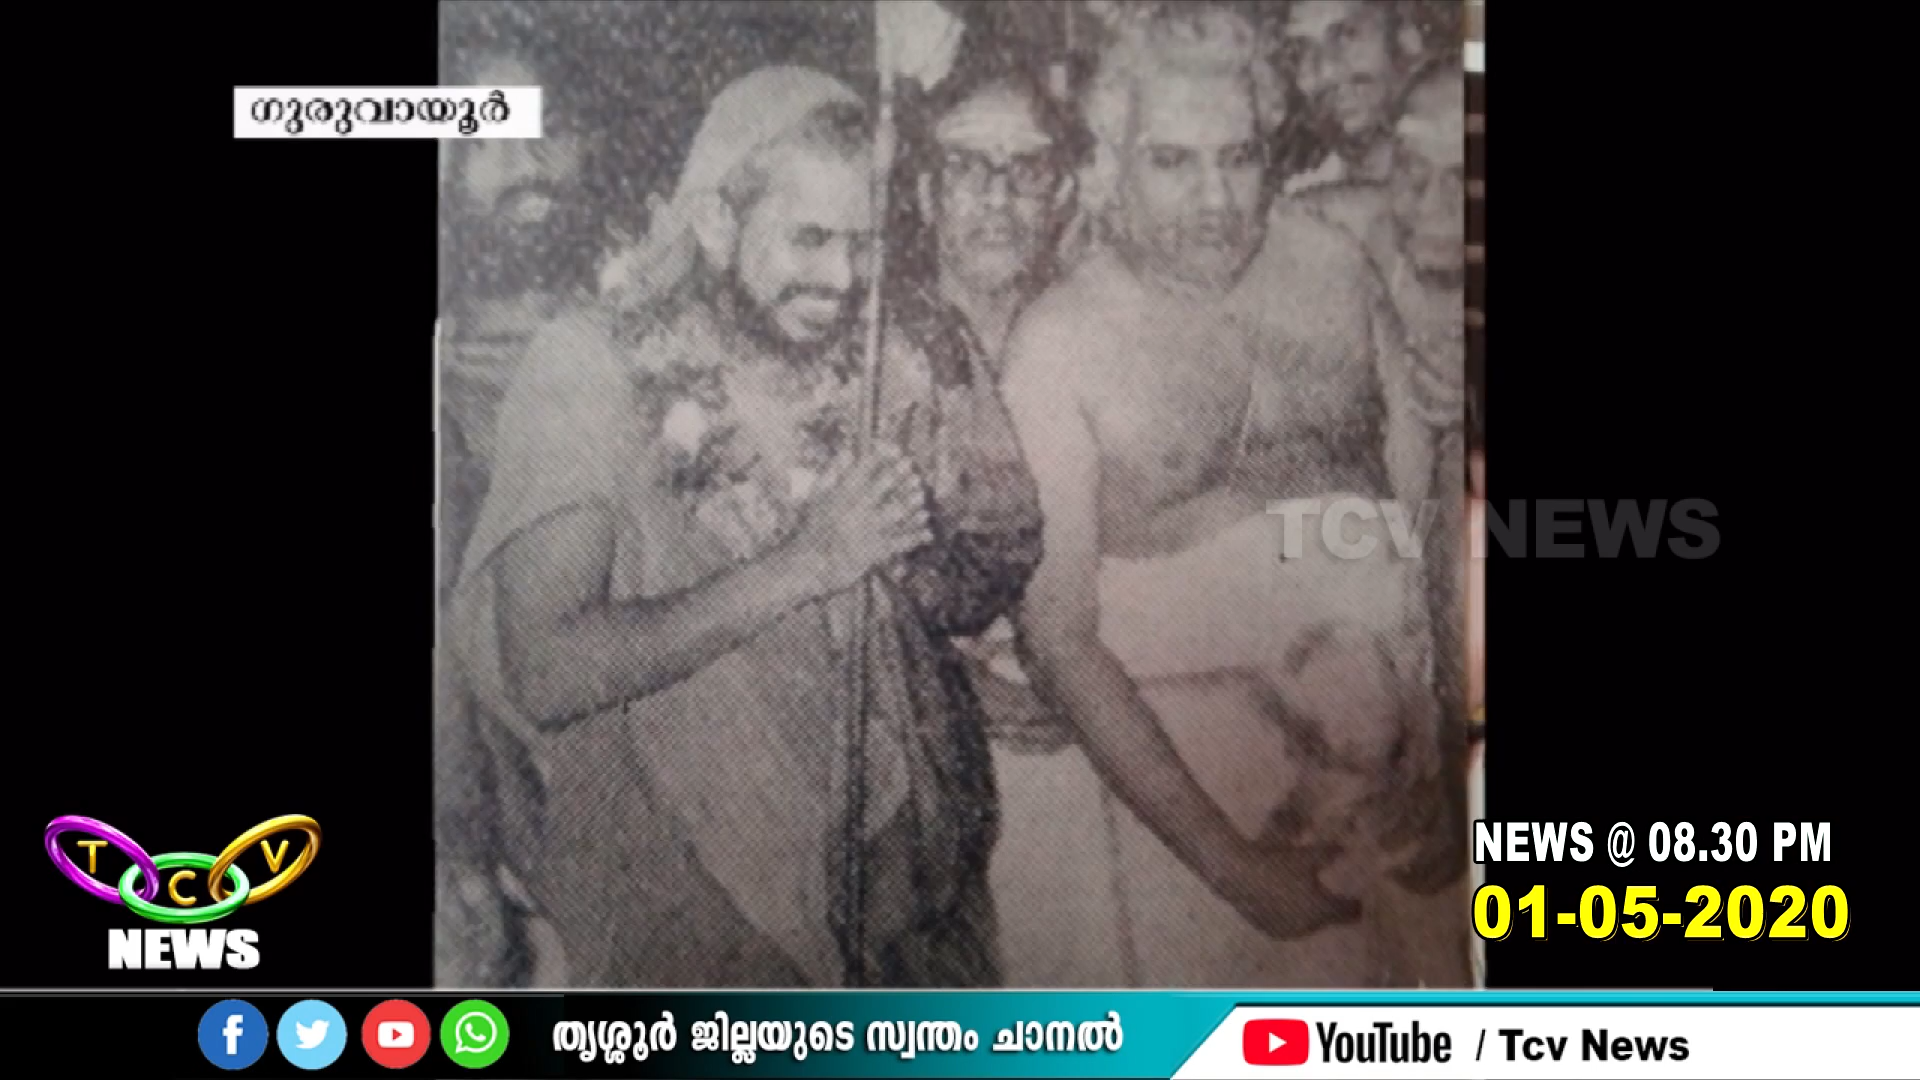 ഗുരുവായൂർ
TCV NEWS
NEWS @ 08.30 PM
01-05-2020
T C V
NEWS
തൃശ്ശൂർ ജില്ലയുടെ സ്വന്തം ചാനൽ
YouTube / Tcv News